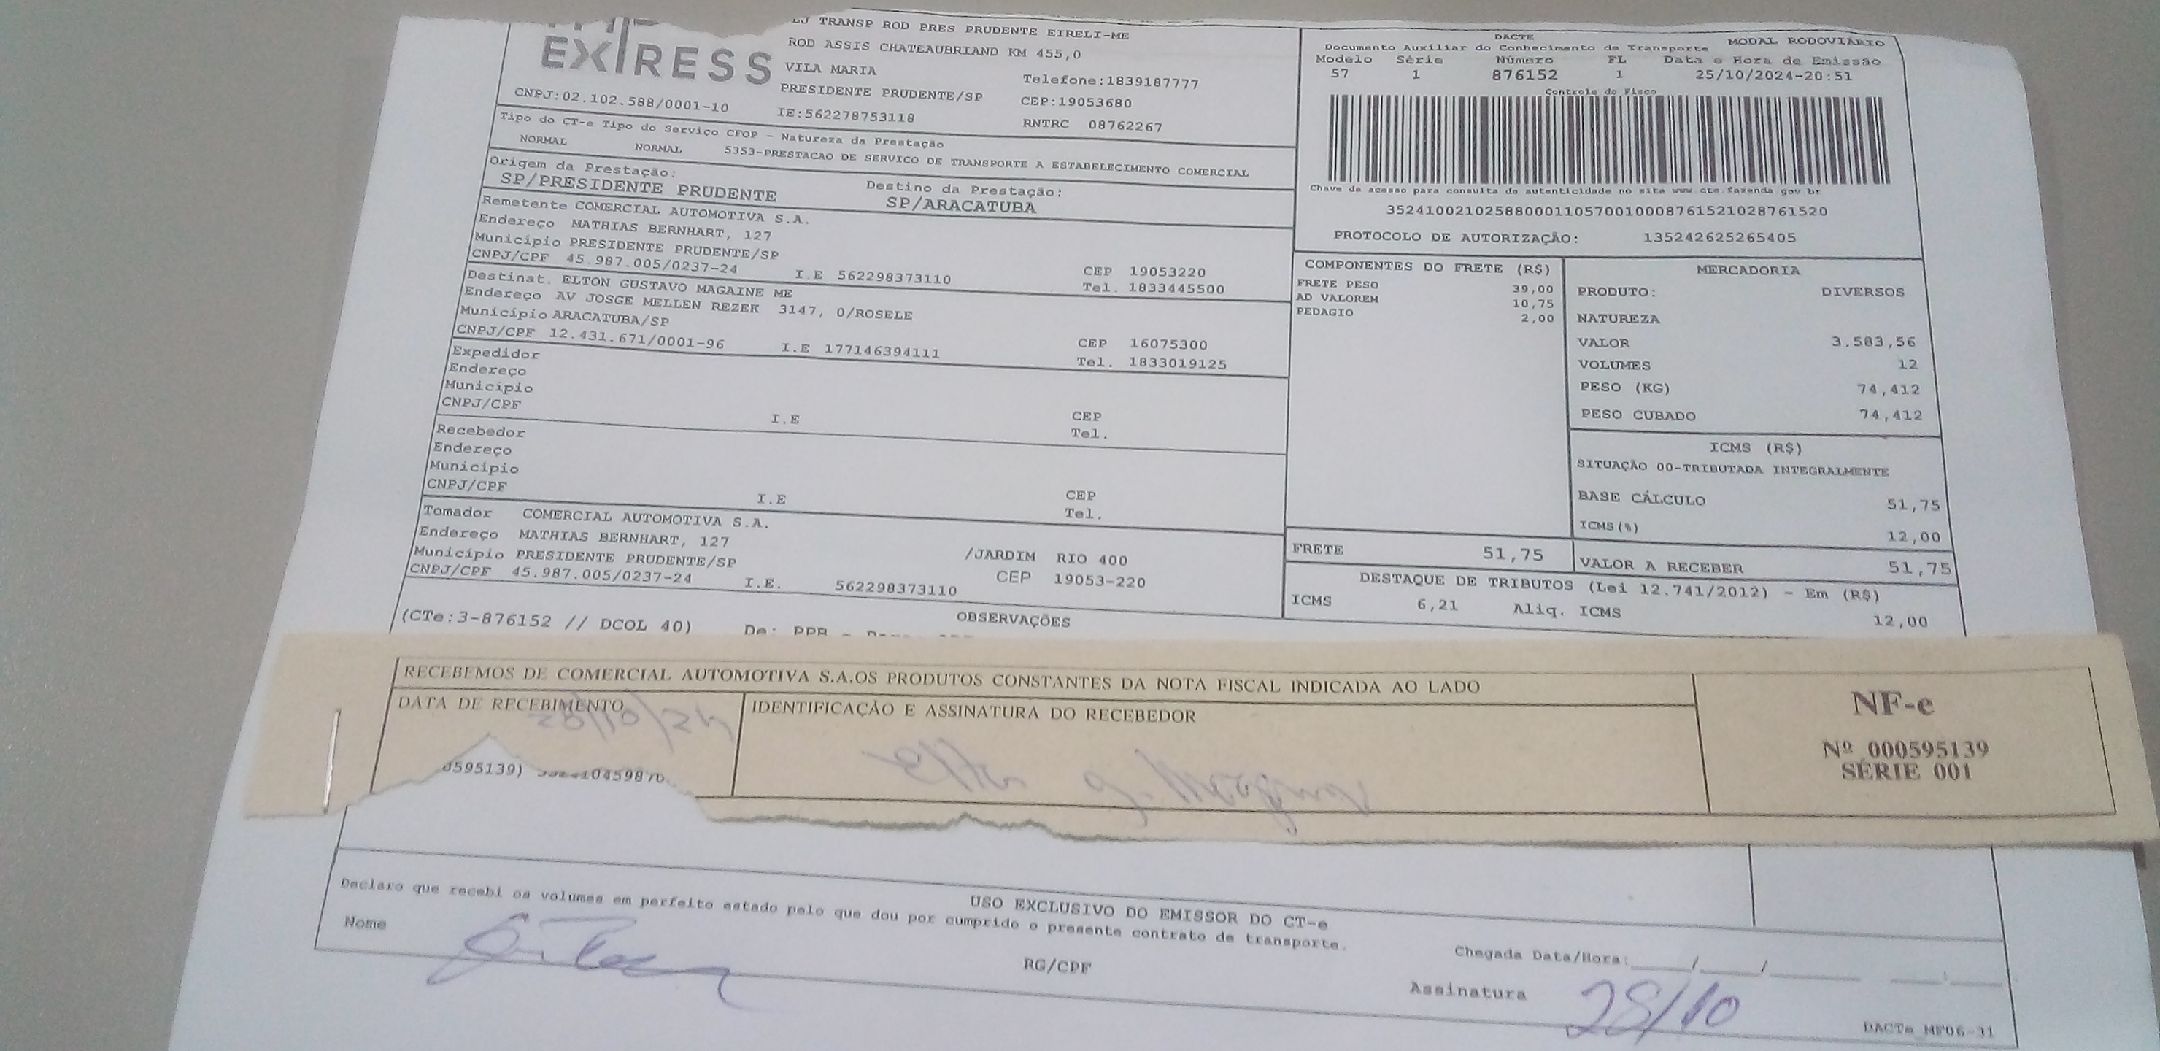 EXTRESS
LJ TRANSP ROD PRES PRUDENTE EIRELI-ME
ROD ASSIS CHATEAUBRIAND KM 455,0
VILA MARIA
Telefone:1839187777
PRESIDENTE PRUDENTE/SP
CEP:19053680
CNPJ:02.102.588/0001-10
IE:562278753118
RNTRC 08762267
DACTE
Documento Auxiliar do Conhecimento de Transporte
MODAL RODOVIÁRIO
Modelo Série Número FL Data e Hora de Emissão
57 1 876152 1 25/10/2024-20:51
Controle do Fisco
Chave de acesso para consulta de autenticidade no site www.cte.fazenda.gov.br
35241002102588000110570010008761521028761520
PROTOCOLO DE AUTORIZAÇÃO: 135242625265405
Tipo do CT-e Tipo do Serviço CFOP - Natureza da Prestação
NORMAL NORMAL 5353-PRESTACAO DE SERVICO DE TRANSPORTE A ESTABELECIMENTO COMERCIAL
Origem da Prestação: Destino da Prestação:
SP/PRESIDENTE PRUDENTE SP/ARACATUBA
Remetente COMERCIAL AUTOMOTIVA S.A.
Endereço MATHIAS BERNHART, 127
Município PRESIDENTE PRUDENTE/SP CEP 19053220
CNPJ/CPF 45.987.005/0237-24 I.E 562298373110 Tel. 1833445500
Destinat. ELTON GUSTAVO MAGAINE ME
Endereço AV JOSGE MELLEN REZEK 3147, 0/ROSELE
Município ARACATUBA/SP CEP 16075300
CNPJ/CPF 12.431.671/0001-96 I.E 177146394111 Tel. 1833019125
Expedidor
Endereço
Município CEP
CNPJ/CPF I.E Tel.
Recebedor
Endereço
Município CEP
CNPJ/CPF I.E Tel.
Tomador COMERCIAL AUTOMOTIVA S.A.
Endereço MATHIAS BERNHART, 127 /JARDIM RIO 400
Município PRESIDENTE PRUDENTE/SP CEP 19053-220
CNPJ/CPF 45.987.005/0237-24 I.E. 562298373110
COMPONENTES DO FRETE (R$)
FRETE PESO 39,00
AD VALOREM 10,75
PEDAGIO 2,00
MERCADORIA
PRODUTO: DIVERSOS
NATUREZA
VALOR 3.583,56
VOLUMES 12
PESO (KG) 74,412
PESO CUBADO 74,412
ICMS (R$)
SITUAÇÃO 00-TRIBUTADA INTEGRALMENTE
BASE CÁLCULO 51,75
ICMS(%) 12,00
FRETE 51,75 VALOR A RECEBER 51,75
DESTAQUE DE TRIBUTOS (Lei 12.741/2012) - Em (R$)
ICMS 6,21 Aliq. ICMS 12,00
OBSERVAÇÕES
(CTe:3-876152 // DCOL 40) De: PPB -
RECEBEMOS DE COMERCIAL AUTOMOTIVA S.A.OS PRODUTOS CONSTANTES DA NOTA FISCAL INDICADA AO LADO
DATA DE RECEBIMENTO IDENTIFICAÇÃO E ASSINATURA DO RECEBEDOR
NF-e
Nº 000595139
SÉRIE 001
595139)
USO EXCLUSIVO DO EMISSOR DO CT-e
Declaro que recebi os volumes em perfeito estado pelo que dou por cumprido o presente contrato de transporte.
Nome RG/CPF
Chegada Data/Hora:____/____/____
Assinatura 28/10
DACTe MF06-31